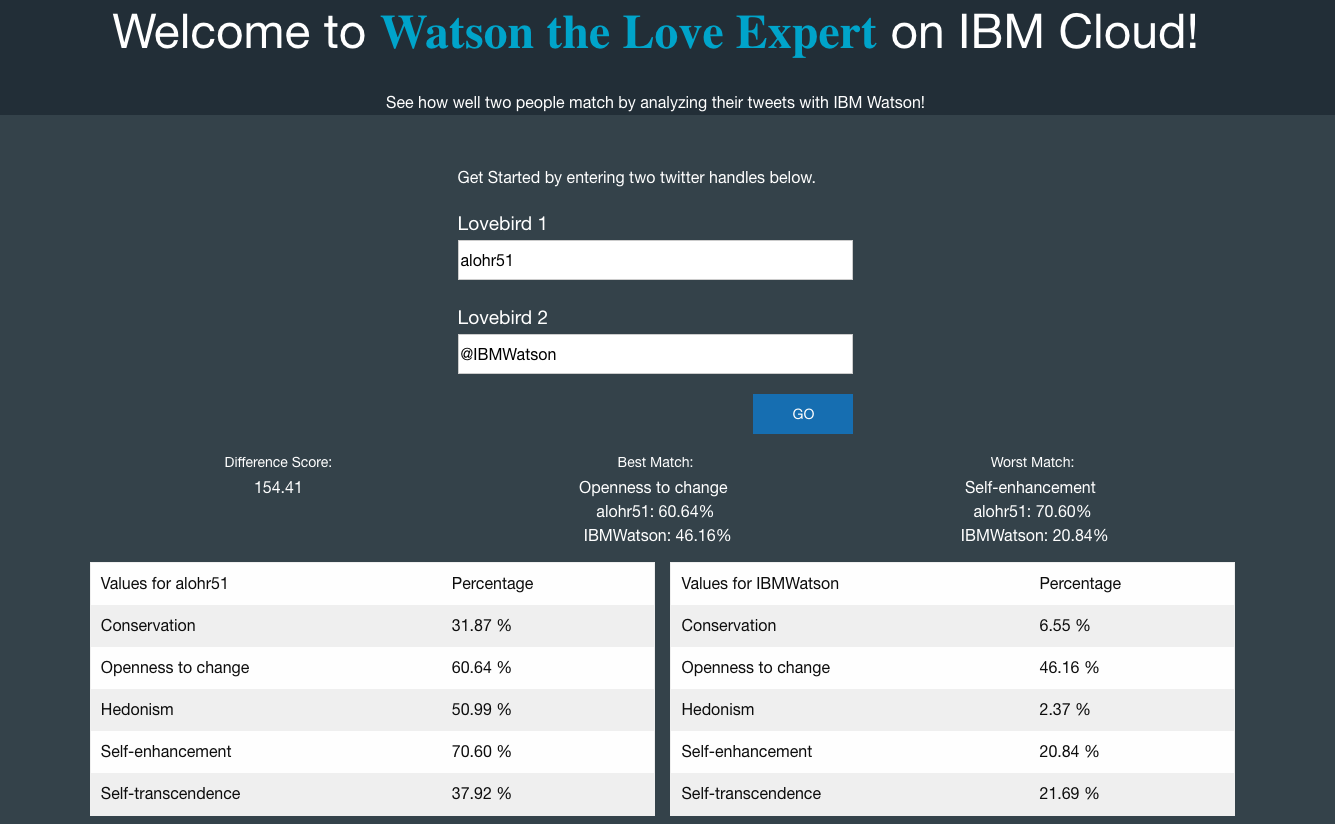 Welcome to Watson the Love Expert on IBM Cloud!
See how well two people match by analyzing their tweets with IBM Watson!
Get Started by entering two twitter handles below.
Lovebird 1
alohr51
Lovebird 2
@IBMWatson
GO
Difference Score:
154.41
Best Match:
Openness to change
alohr51: 60.64%
IBMWatson: 46.16%
Worst Match:
Self-enhancement
alohr51: 70.60%
IBMWatson: 20.84%
Values for alohr51 Percentage
Conservation 31.87 %
Openness to change 60.64 %
Hedonism 50.99 %
Self-enhancement 70.60 %
Self-transcendence 37.92 %
Values for IBMWatson Percentage
Conservation 6.55 %
Openness to change 46.16 %
Hedonism 2.37 %
Self-enhancement 20.84 %
Self-transcendence 21.69 %